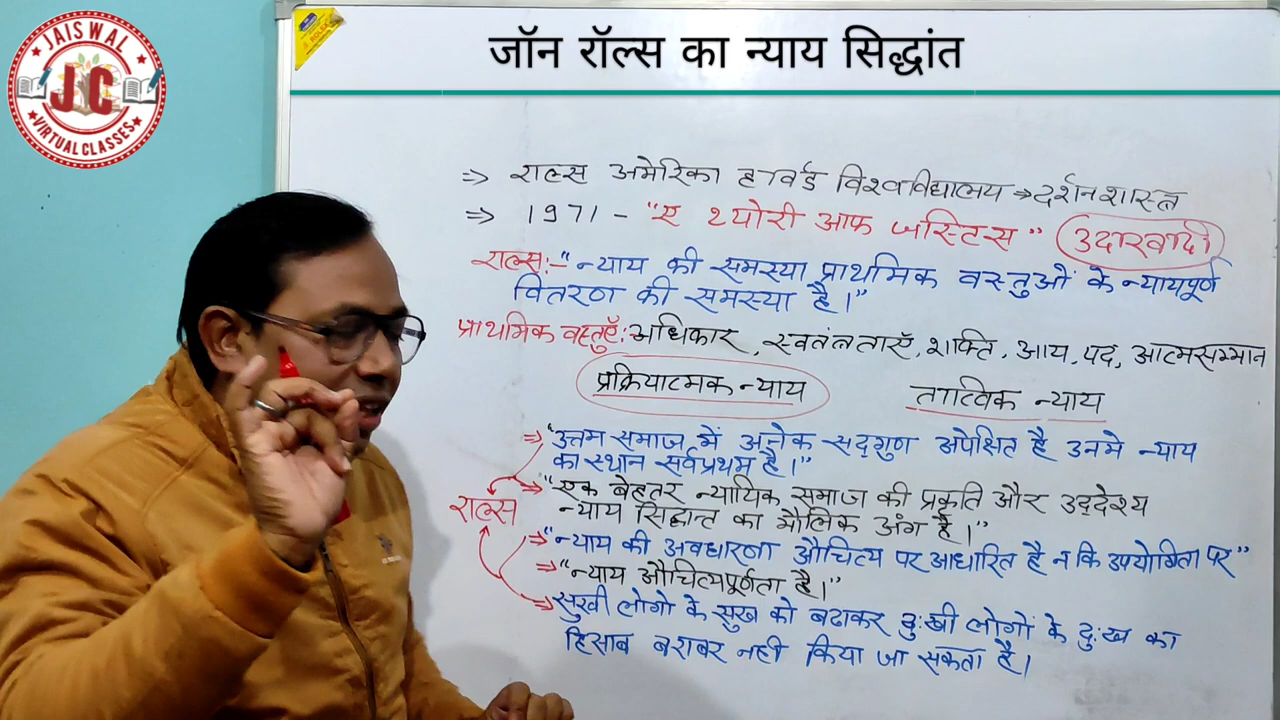 JAISWAL
JC
VIRTUAL CLASSES
जॉन रॉल्स का न्याय सिद्धांत
⇒ राल्स अमेरिका हार्वर्ड विश्वविद्यालय → दर्शनशास्त्र
⇒ 1971 - "ए थ्योरी आफ जस्टिस" उदारवादी
राल्स:- "न्याय की समस्या प्राथमिक वस्तुओं के न्यायपूर्ण
वितरण की समस्या है।"
प्राथमिक वस्तुएँ: अधिकार, स्वतंत्रताएँ, शक्ति, आय, पद, आत्मसम्मान
प्रक्रियात्मक न्याय तात्विक न्याय
⇒ "उत्तम समाज में अनेक सद्गुण अपेक्षित है उनमे न्याय
का स्थान सर्वप्रथम है।"
⇒ "एक बेहतर न्यायिक समाज की प्रकृति और उद्देश्य
राल्स न्याय सिद्धान्त का मौलिक अंग है।"
⇒ "न्याय की अवधारणा औचित्य पर आधारित है न कि उपयोगिता पर"
⇒ "न्याय औचित्यपूर्णता है।"
⇒ सुखी लोगो के सुख को बढाकर दुःखी लोगों के दुःख का
हिसाब बराबर नही किया जा सकता है।